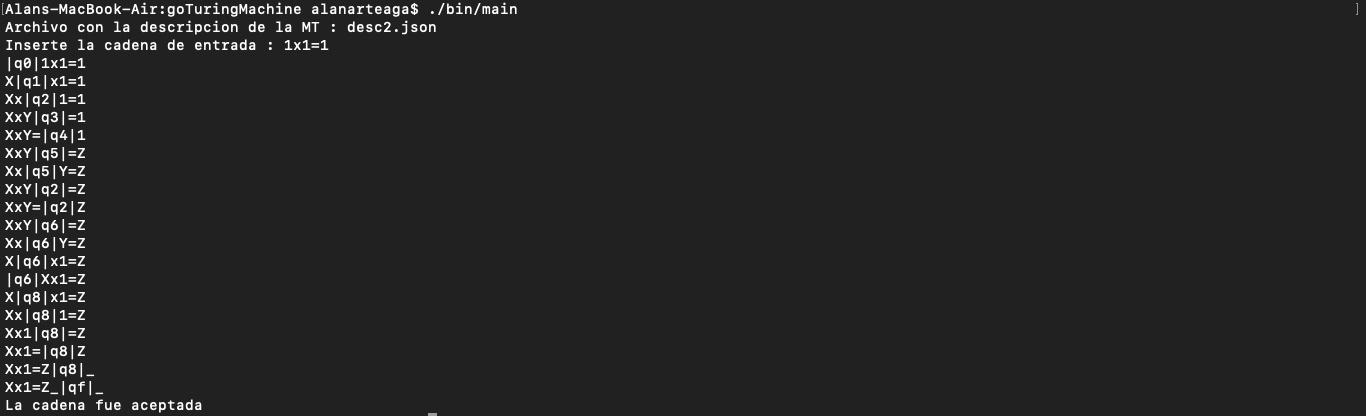 [Alans-MacBook-Air:goTuringMachine alanarteaga$ ./bin/main ]
Archivo con la descripcion de la MT : desc2.json
Inserte la cadena de entrada : 1x1=1
|q0|1x1=1
X|q1|x1=1
Xx|q2|1=1
XxY|q3|=1
XxY=|q4|1
XxY|q5|=Z
Xx|q5|Y=Z
XxY|q2|=Z
XxY=|q2|Z
XxY|q6|=Z
Xx|q6|Y=Z
X|q6|x1=Z
|q6|Xx1=Z
X|q8|x1=Z
Xx|q8|1=Z
Xx1|q8|=Z
Xx1=|q8|Z
Xx1=Z|q8|_
Xx1=Z_|qf|_
La cadena fue aceptada